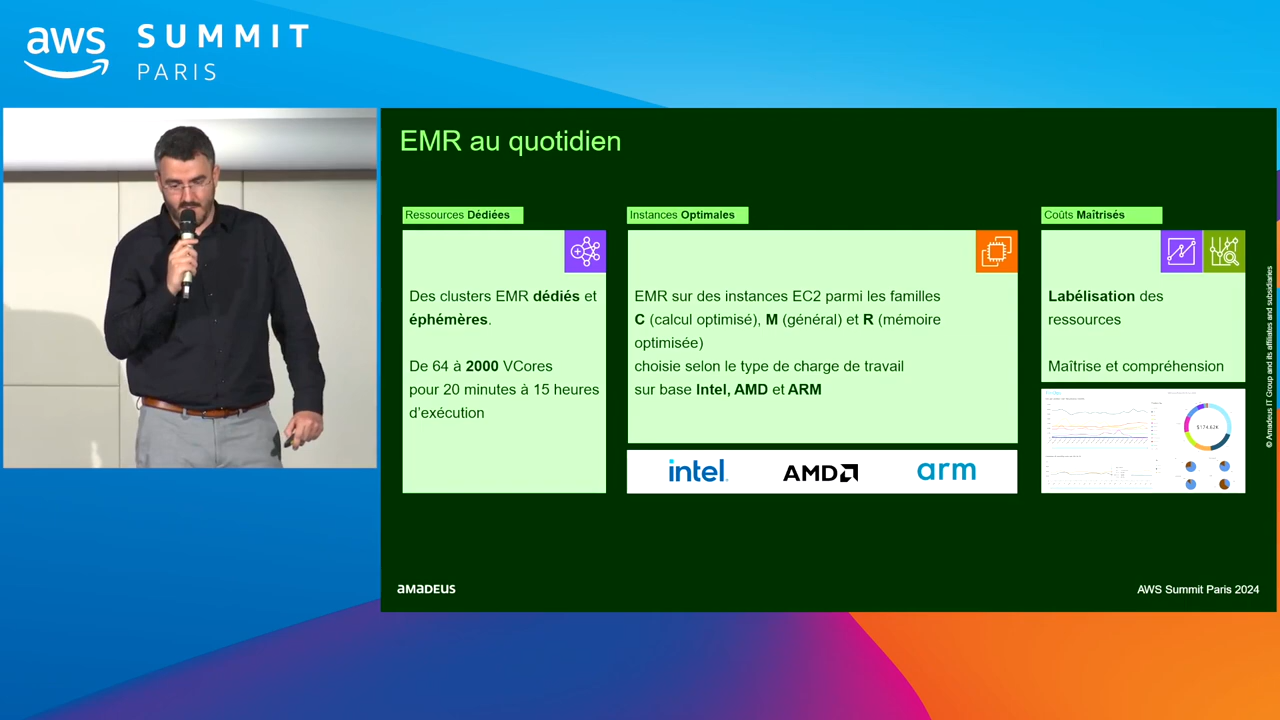 aws SUMMIT
PARIS
EMR au quotidien
Ressources Dédiées
Des clusters EMR dédiés et
éphémères.
De 64 à 2000 VCores
pour 20 minutes à 15 heures
d'exécution
Instances Optimales
EMR sur des instances EC2 parmi les familles
C (calcul optimisé), M (général) et R (mémoire
optimisée)
choisie selon le type de charge de travail
sur base Intel, AMD et ARM
intel.
AMD
arm
Coûts Maîtrisés
Labélisation des
ressources
Maîtrise et compréhension
$174.62K
© Amadeus IT Group and its affiliates and subsidiaries
amadeus
AWS Summit Paris 2024